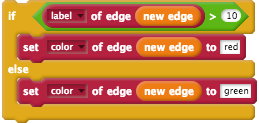 if label of edge new edge > 10
set color of edge new edge to red
else
set color of edge new edge to green